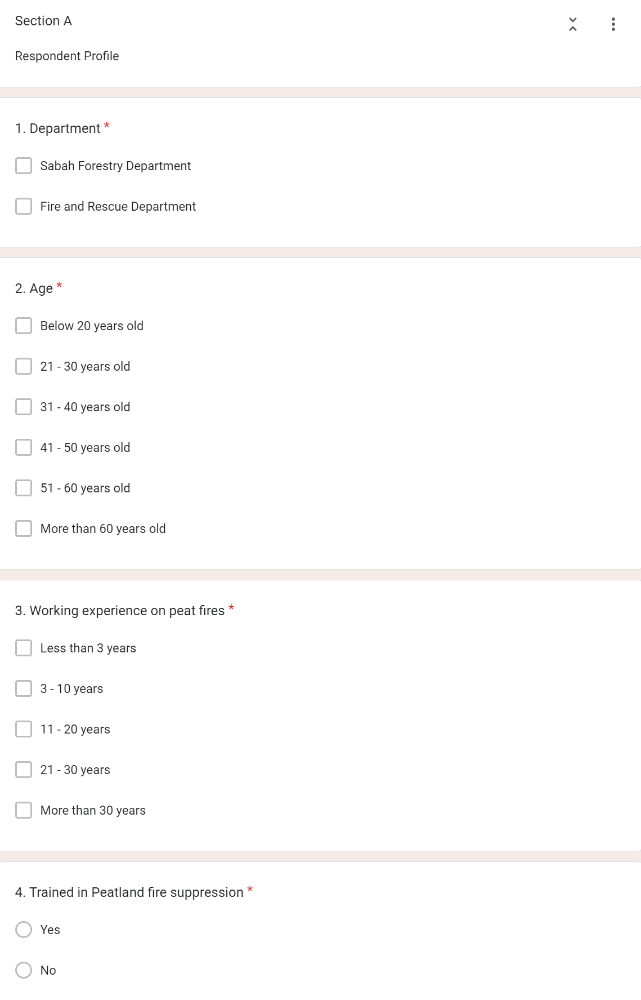 Section A
Respondent Profile
1. Department *
Sabah Forestry Department
Fire and Rescue Department
2. Age *
Below 20 years old
21 - 30 years old
31 - 40 years old
41 - 50 years old
51 - 60 years old
More than 60 years old
3. Working experience on peat fires *
Less than 3 years
3 - 10 years
11 - 20 years
21 - 30 years
More than 30 years
4. Trained in Peatland fire suppression *
Yes
No